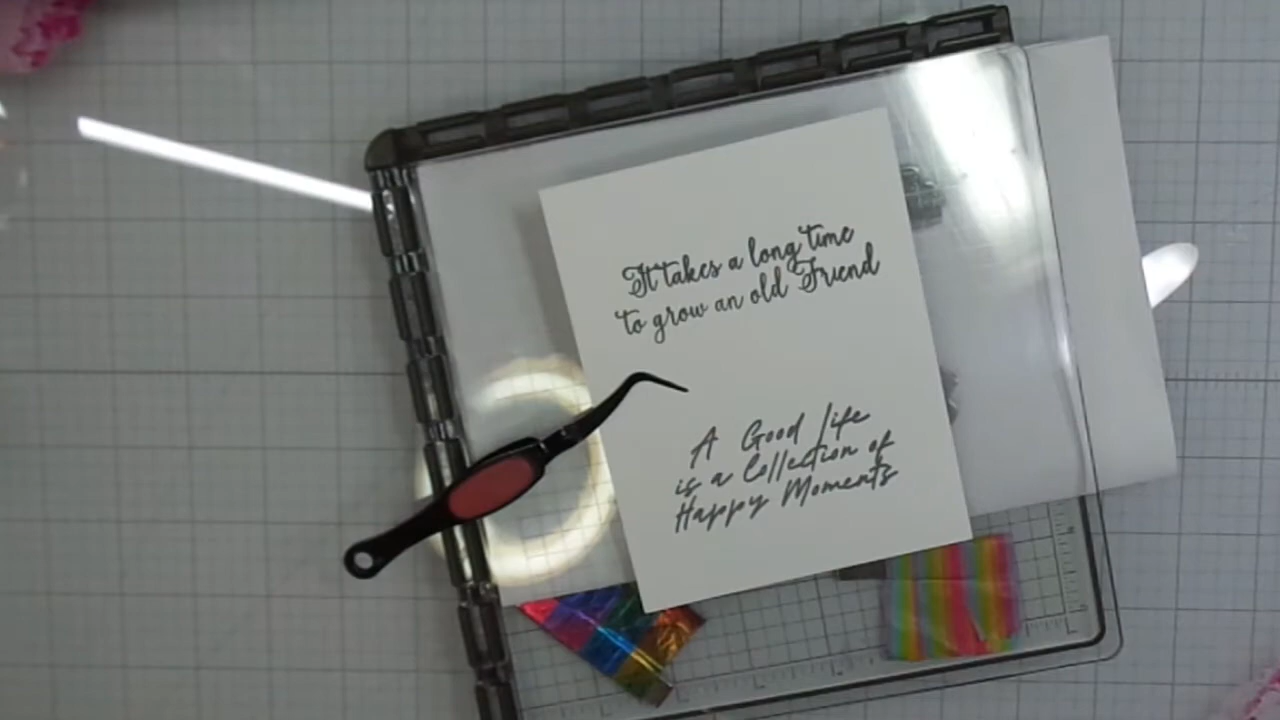 It takes a long time
to grow an old Friend
A Good life
is a Collection of
Happy Moments